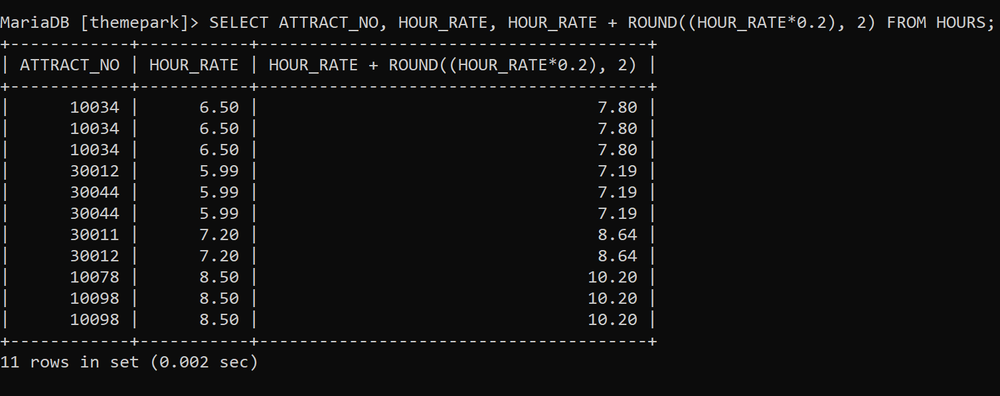 MariaDB [themepark]> SELECT ATTRACT_NO, HOUR_RATE, HOUR_RATE + ROUND((HOUR_RATE*0.2), 2) FROM HOURS;
+------------+-----------+---------------------------------------+
| ATTRACT_NO | HOUR_RATE | HOUR_RATE + ROUND((HOUR_RATE*0.2), 2) |
+------------+-----------+---------------------------------------+
|      10034 |      6.50 |                                  7.80 |
|      10034 |      6.50 |                                  7.80 |
|      10034 |      6.50 |                                  7.80 |
|      30012 |      5.99 |                                  7.19 |
|      30044 |      5.99 |                                  7.19 |
|      30044 |      5.99 |                                  7.19 |
|      30011 |      7.20 |                                  8.64 |
|      30012 |      7.20 |                                  8.64 |
|      10078 |      8.50 |                                 10.20 |
|      10098 |      8.50 |                                 10.20 |
|      10098 |      8.50 |                                 10.20 |
+------------+-----------+---------------------------------------+
11 rows in set (0.002 sec)